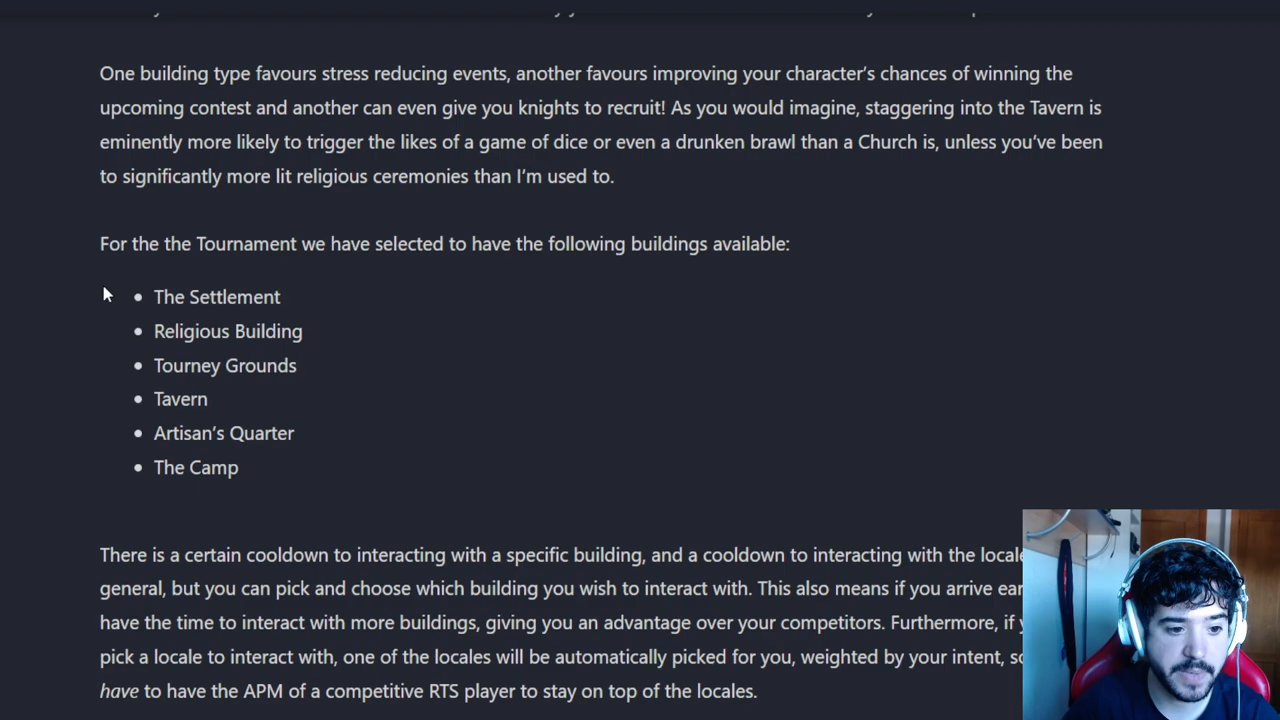 One building type favours stress reducing events, another favours improving your character's chances of winning the
upcoming contest and another can even give you knights to recruit! As you would imagine, staggering into the Tavern is
eminently more likely to trigger the likes of a game of dice or even a drunken brawl than a Church is, unless you've been
to significantly more lit religious ceremonies than I'm used to.
For the the Tournament we have selected to have the following buildings available:
• The Settlement
• Religious Building
• Tourney Grounds
• Tavern
• Artisan's Quarter
• The Camp
There is a certain cooldown to interacting with a specific building, and a cooldown to interacting with the
general, but you can pick and choose which building you wish to interact with. This also means if you arrive
have the time to interact with more buildings, giving you an advantage over your competitors. Furthermore, if
pick a locale to interact with, one of the locales will be automatically picked for you, weighted by your intent,
have to have the APM of a competitive RTS player to stay on top of the locales.